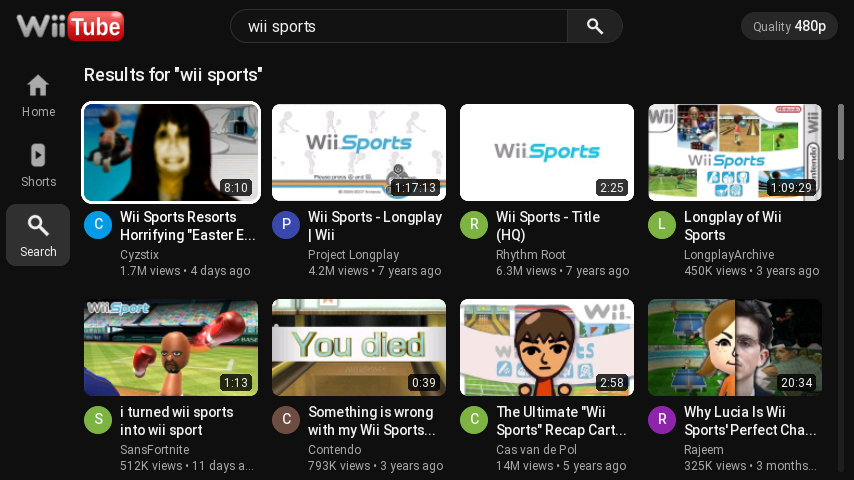 WiiTube
wii sports
Quality 480p
Results for "wii sports"
Home
Shorts
Search
8:10
Wii Sports
1:17:13
Wii Sports
2:25
Wii
Wii Sports
Wii
Nintendo
1:09:29
C
Wii Sports Resorts
Horrifying "Easter E...
Cyzstix
1.7M views • 4 days ago
P
Wii Sports - Longplay
| Wii
Project Longplay
4.2M views • 7 years ago
R
Wii Sports - Title
(HQ)
Rhythm Root
6.3M views • 7 years ago
L
Longplay of Wii
Sports
LongplayArchive
450K views • 3 years ago
Wii Sport
1:13
You died
0:39
Wii
2:58
20:34
S
i turned wii sports
into wii sport
SansFortnite
512K views • 11 days a...
C
Something is wrong
with my Wii Sports...
Contendo
793K views • 3 years ago
C
The Ultimate "Wii
Sports" Recap Cart...
Cas van de Pol
14M views • 5 years ago
R
Why Lucia Is Wii
Sports' Perfect Cha...
Rajeem
325K views • 3 months...